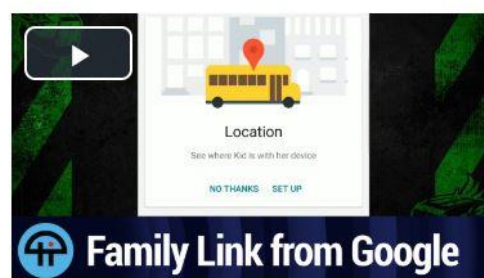 Location
See where Kid is with her device
NO THANKS SET UP
Family Link from Google